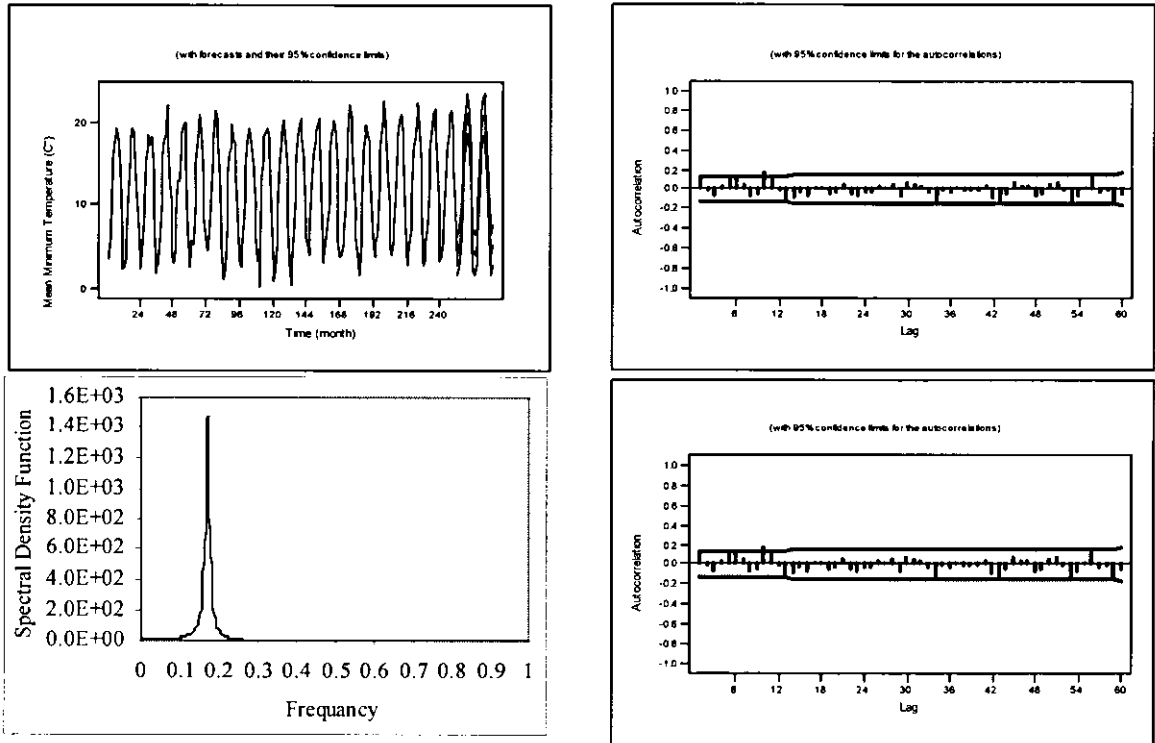 (with forecasts and their 95% confidence limits)
Mean Minimum Temperature (C°)
20
10
0
24 48 72 96 120 144 168 192 216 240
Time (month)
(with 95% confidence limits for the autocorrelations)
Autocorrelation
1.0
0.8
0.6
0.4
0.2
0.0
-0.2
-0.4
-0.6
-0.8
-1.0
6 12 18 24 30 36 42 48 54 60
Lag
Spectral Density Function
1.6E+03
1.4E+03
1.2E+03
1.0E+03
8.0E+02
6.0E+02
4.0E+02
2.0E+02
0.0E+00
0 0.1 0.2 0.3 0.4 0.5 0.6 0.7 0.8 0.9 1
Frequancy
(with 95% confidence limits for the autocorrelations)
Autocorrelation
1.0
0.8
0.6
0.4
0.2
0.0
-0.2
-0.4
-0.6
-0.8
-1.0
6 12 18 24 30 36 42 48 54 60
Lag